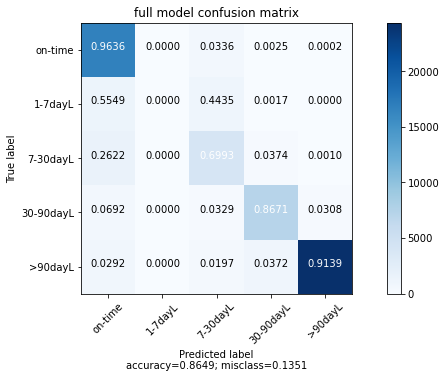 full model confusion matrix
on-time 0.9636 0.0000 0.0336 0.0025 0.0002
1-7dayL 0.5549 0.0000 0.4435 0.0017 0.0000
7-30dayL 0.2622 0.0000 0.6993 0.0374 0.0010
30-90dayL 0.0692 0.0000 0.0329 0.8671 0.0308
>90dayL 0.0292 0.0000 0.0197 0.0372 0.9139
True label
on-time 1-7dayL 7-30dayL 30-90dayL >90dayL
Predicted label
accuracy=0.8649; misclass=0.1351
20000
15000
10000
5000
0